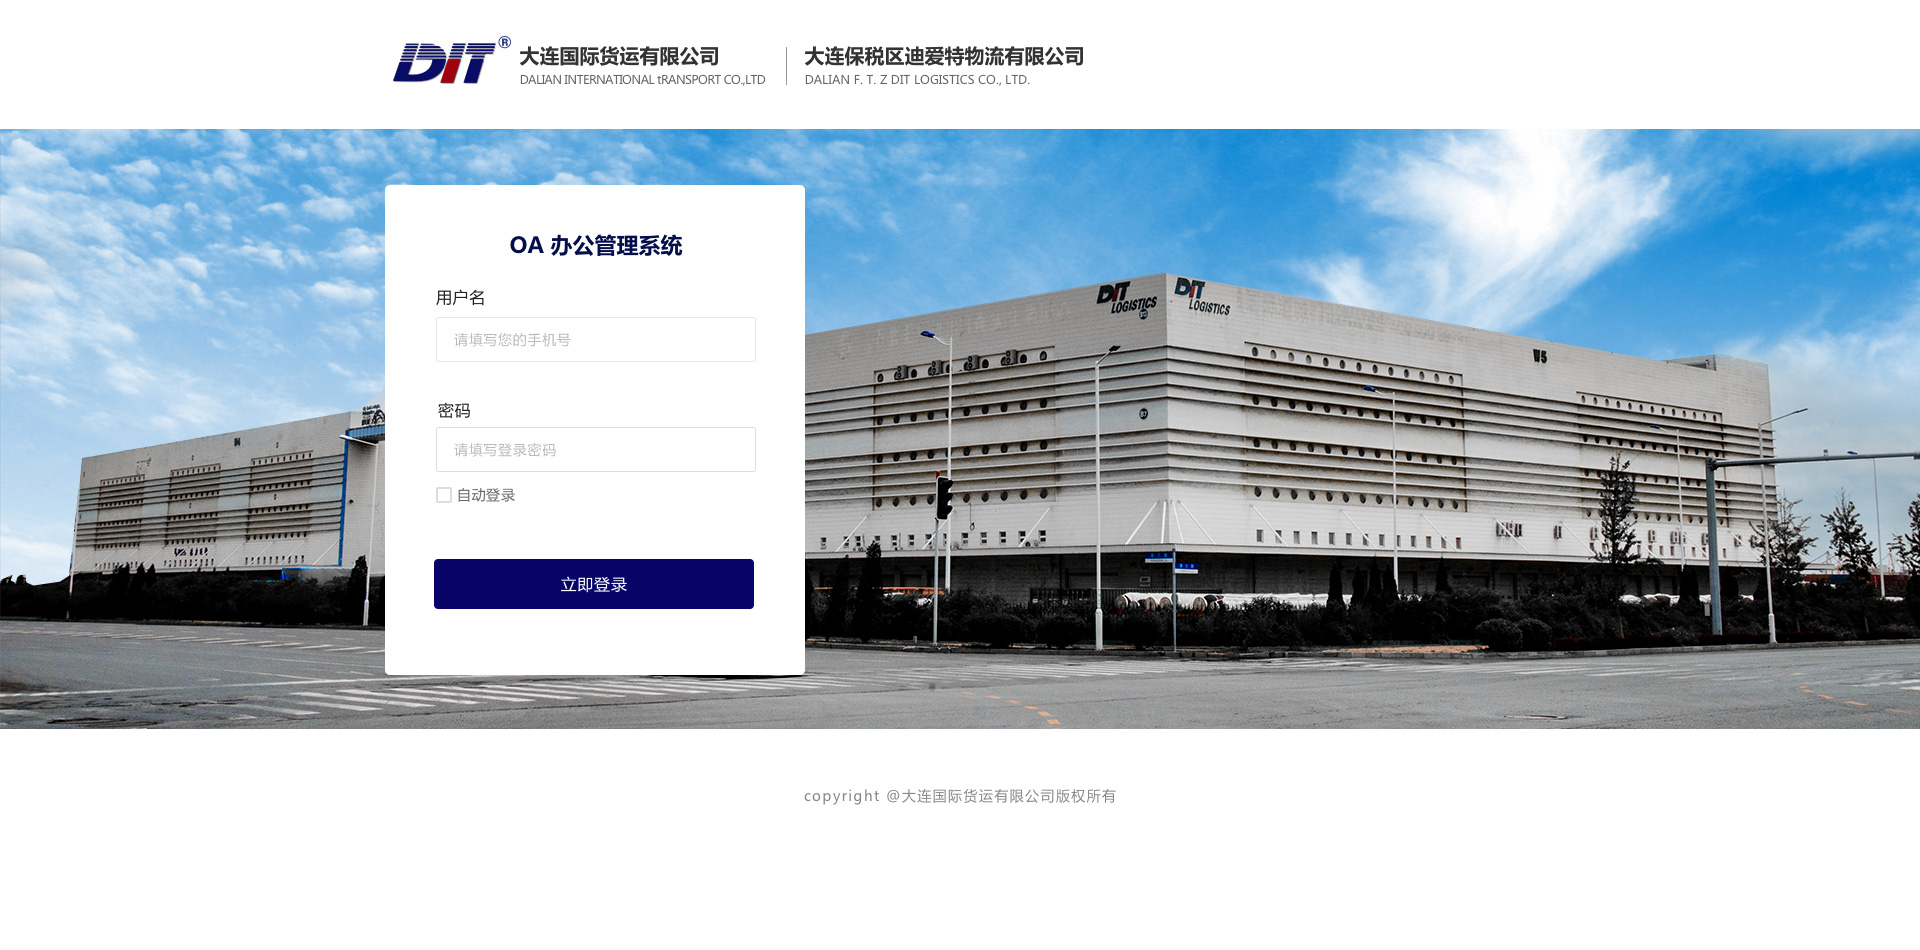 DIT®
大连国际货运有限公司
DALIAN INTERNATIONAL tRANSPORT CO.,LTD
大连保税区迪爱特物流有限公司
DALIAN F. T. Z DIT LOGISTICS CO., LTD.
OA 办公管理系统
用户名
请填写您的手机号
密码
请填写登录密码
自动登录
立即登录
DIT
LOGISTICS
DIT
LOGISTICS
W5
copyright @大连国际货运有限公司版权所有